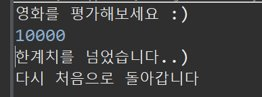 영화를 평가해보세요 :)
10000
한계치를 넘었습니다..)
다시 처음으로 돌아갑니다